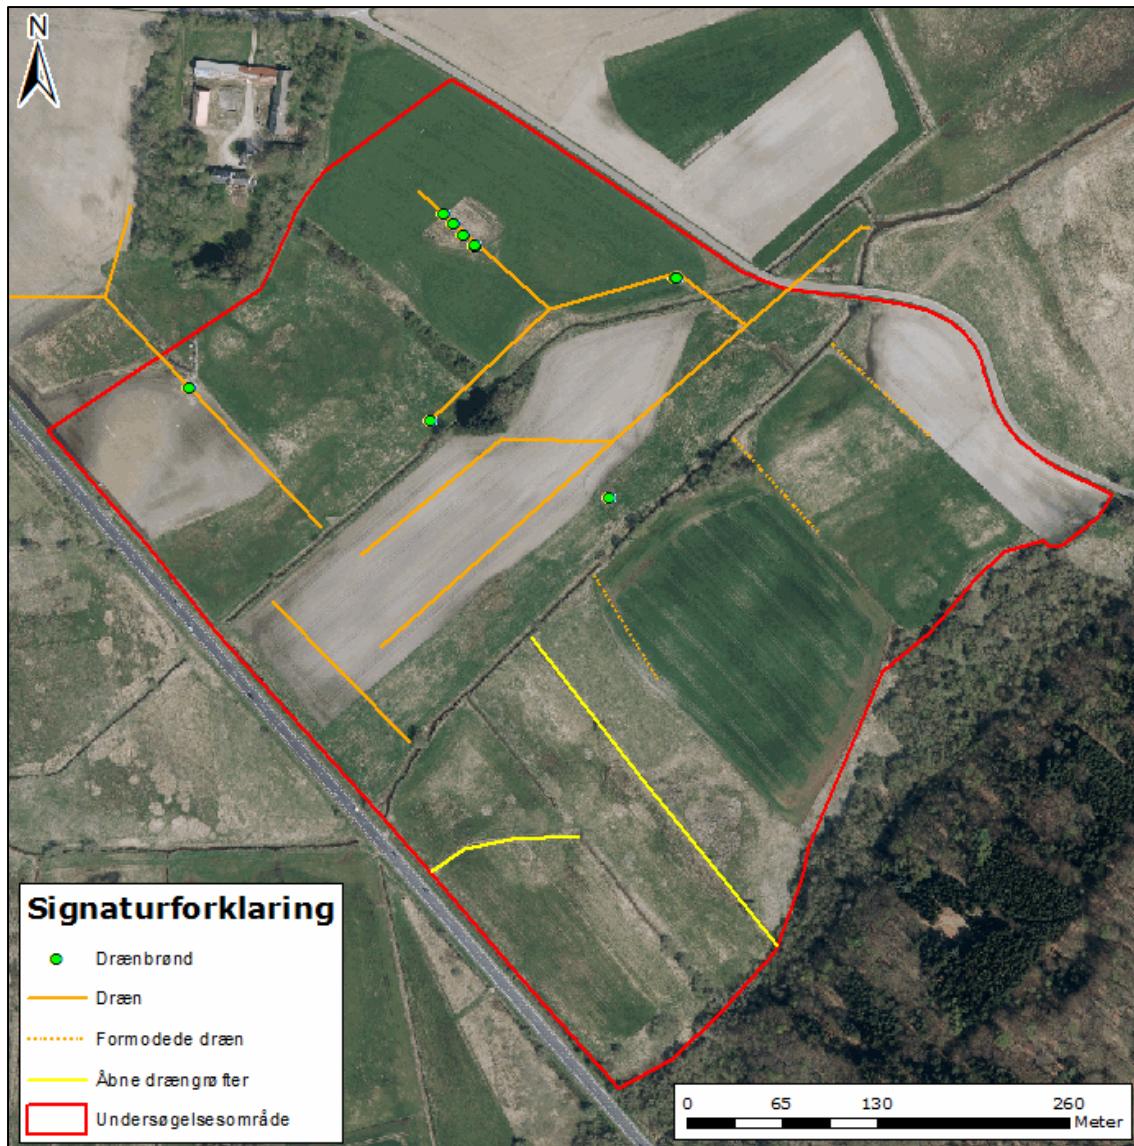 N
Signaturforklaring
Drænbrønd
Dræn
Formodede dræn
Åbne drængrøfter
Undersøgelsesområde
0 65 130 260
Meter